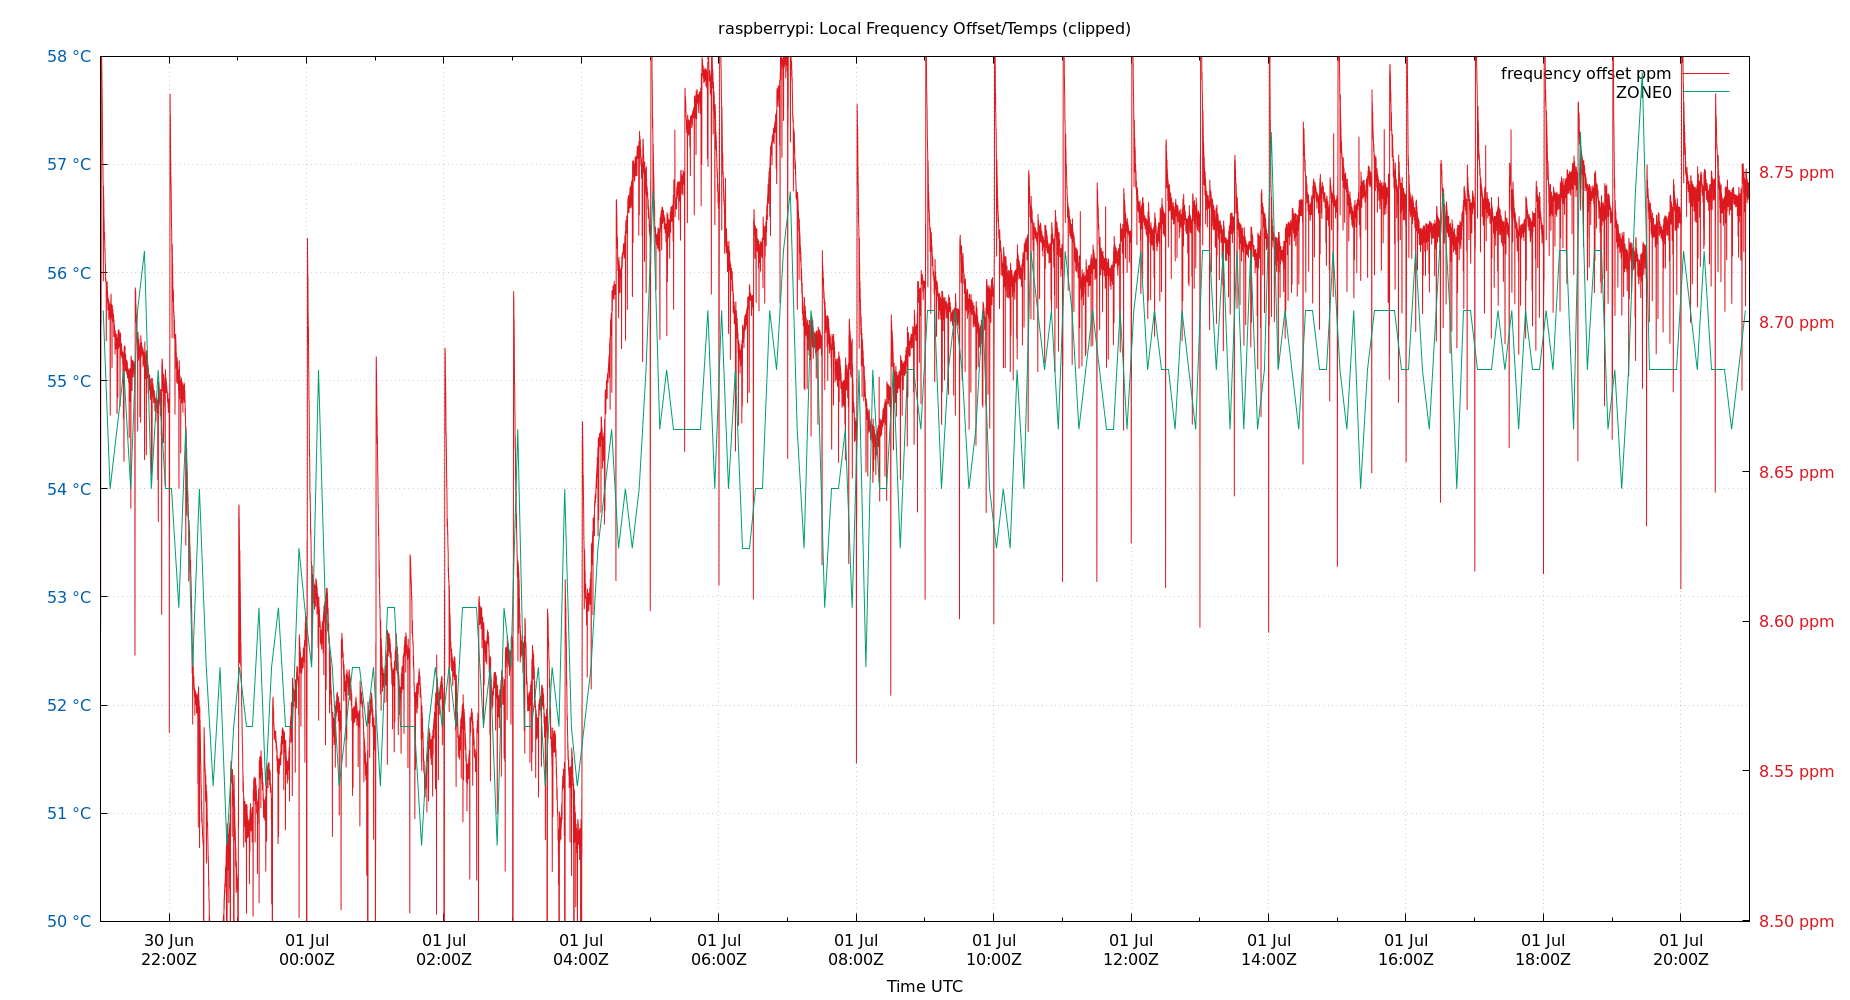 raspberrypi: Local Frequency Offset/Temps (clipped)
58 °C
57 °C
56 °C
55 °C
54 °C
53 °C
52 °C
51 °C
50 °C
frequency offset ppm
ZONE0
8.75 ppm
8.70 ppm
8.65 ppm
8.60 ppm
8.55 ppm
8.50 ppm
30 Jun 01 Jul 01 Jul 01 Jul 01 Jul 01 Jul 01 Jul 01 Jul 01 Jul 01 Jul 01 Jul 01 Jul
22:00Z 00:00Z 02:00Z 04:00Z 06:00Z 08:00Z 10:00Z 12:00Z 14:00Z 16:00Z 18:00Z 20:00Z
Time UTC